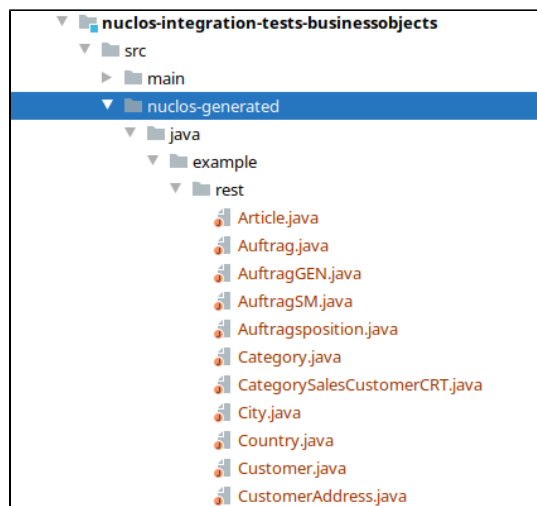 nuclos-integration-tests-businessobjects
src
main
nuclos-generated
java
example
rest
Article.java
Auftrag.java
AuftragGEN.java
AuftragSM.java
Auftragsposition.java
Category.java
CategorySalesCustomerCRT.java
City.java
Country.java
Customer.java
CustomerAddress.java